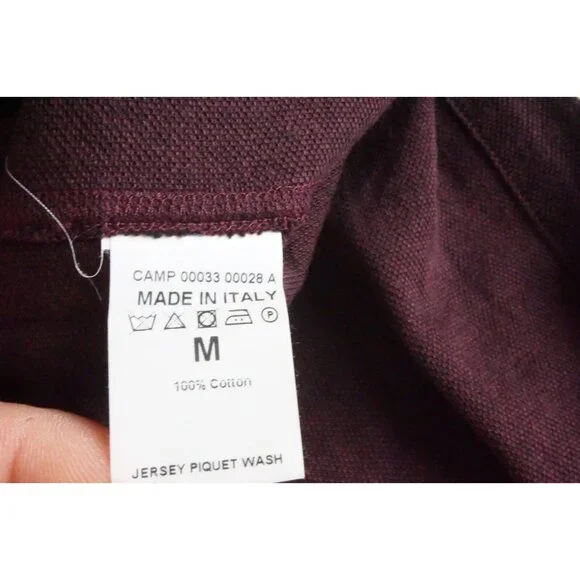 CAMP 00033 00028 A
MADE IN ITALY
P
M
100% Cotton
JERSEY PIQUET WASH